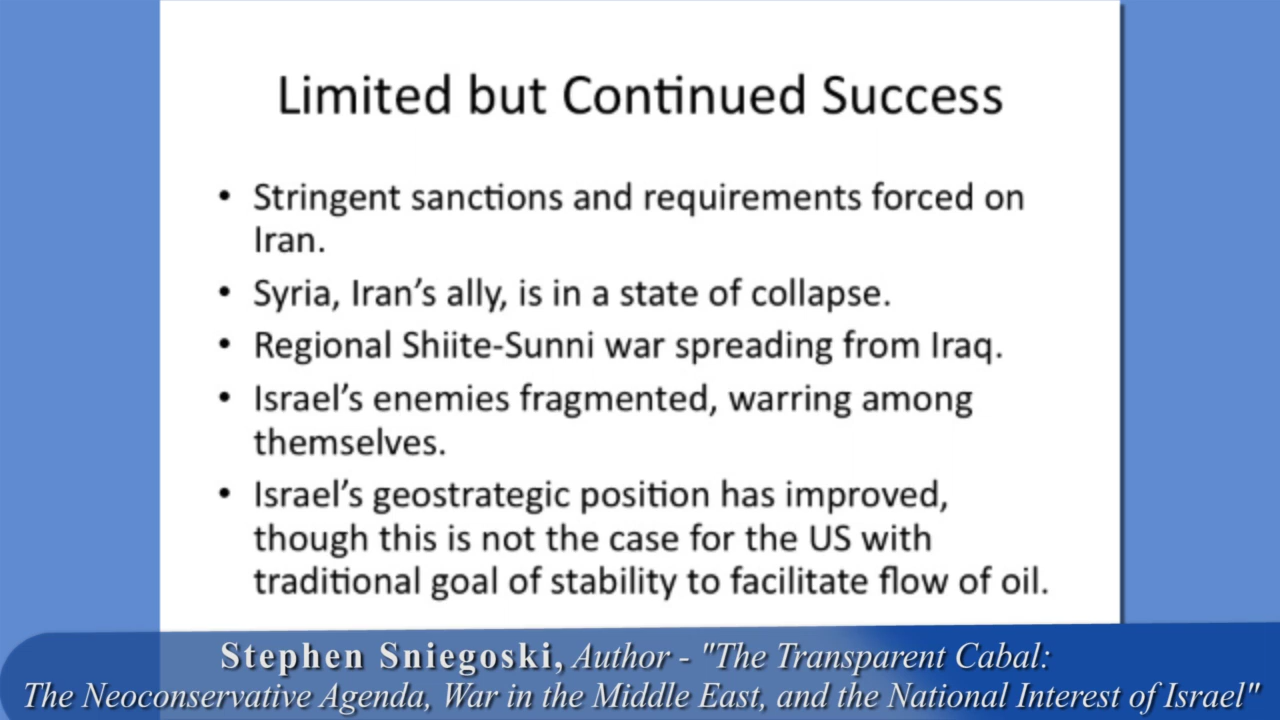 Limited but Continued Success
• Stringent sanctions and requirements forced on
Iran.
• Syria, Iran's ally, is in a state of collapse.
• Regional Shiite-Sunni war spreading from Iraq.
• Israel's enemies fragmented, warring among
themselves.
• Israel's geostrategic position has improved,
though this is not the case for the US with
traditional goal of stability to facilitate flow of oil.
Stephen Sniegoski, Author - "The Transparent Cabal:
The Neoconservative Agenda, War in the Middle East, and the National Interest of Israel"